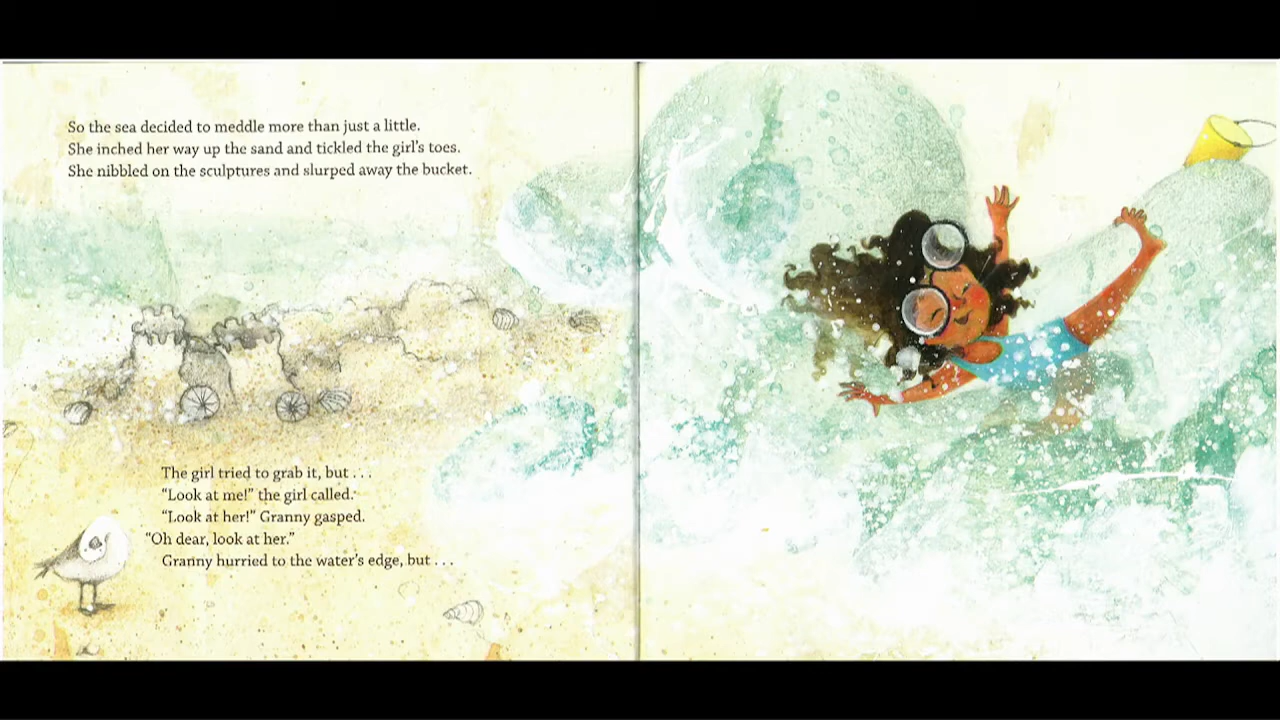 So the sea decided to meddle more than just a little.
She inched her way up the sand and tickled the girl's toes.
She nibbled on the sculptures and slurped away the bucket.
The girl tried to grab it, but . . .
“Look at me!” the girl called.
“Look at her!” Granny gasped.
“Oh dear, look at her.”
Granny hurried to the water's edge, but . . .